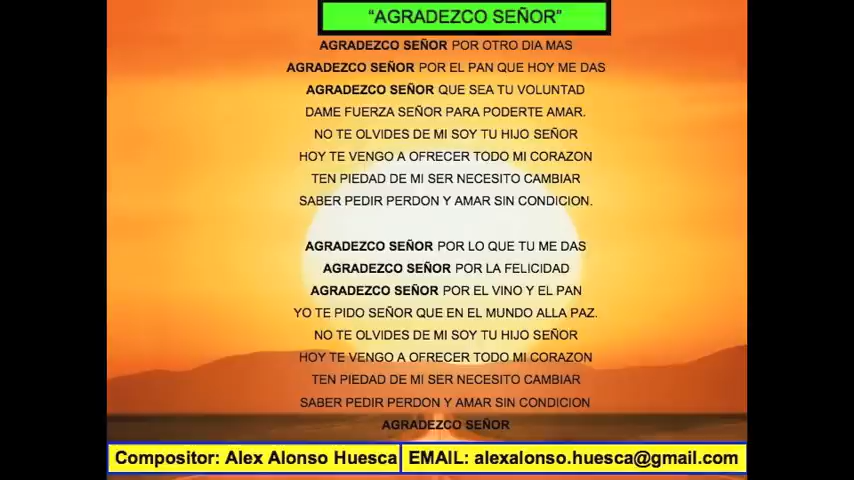 “AGRADEZCO SEÑOR”
AGRADEZCO SEÑOR POR OTRO DIA MAS
AGRADEZCO SEÑOR POR EL PAN QUE HOY ME DAS
AGRADEZCO SEÑOR QUE SEA TU VOLUNTAD
DAME FUERZA SEÑOR PARA PODERTE AMAR.
NO TE OLVIDES DE MI SOY TU HIJO SEÑOR
HOY TE VENGO A OFRECER TODO MI CORAZON
TEN PIEDAD DE MI SER NECESITO CAMBIAR
SABER PEDIR PERDON Y AMAR SIN CONDICION.
AGRADEZCO SEÑOR POR LO QUE TU ME DAS
AGRADEZCO SEÑOR POR LA FELICIDAD
AGRADEZCO SEÑOR POR EL VINO Y EL PAN
YO TE PIDO SEÑOR QUE EN EL MUNDO ALLA PAZ.
NO TE OLVIDES DE MI SOY TU HIJO SEÑOR
HOY TE VENGO A OFRECER TODO MI CORAZON
TEN PIEDAD DE MI SER NECESITO CAMBIAR
SABER PEDIR PERDON Y AMAR SIN CONDICION
AGRADEZCO SEÑOR
Compositor: Alex Alonso Huesca EMAIL: alexalonso.huesca@gmail.com